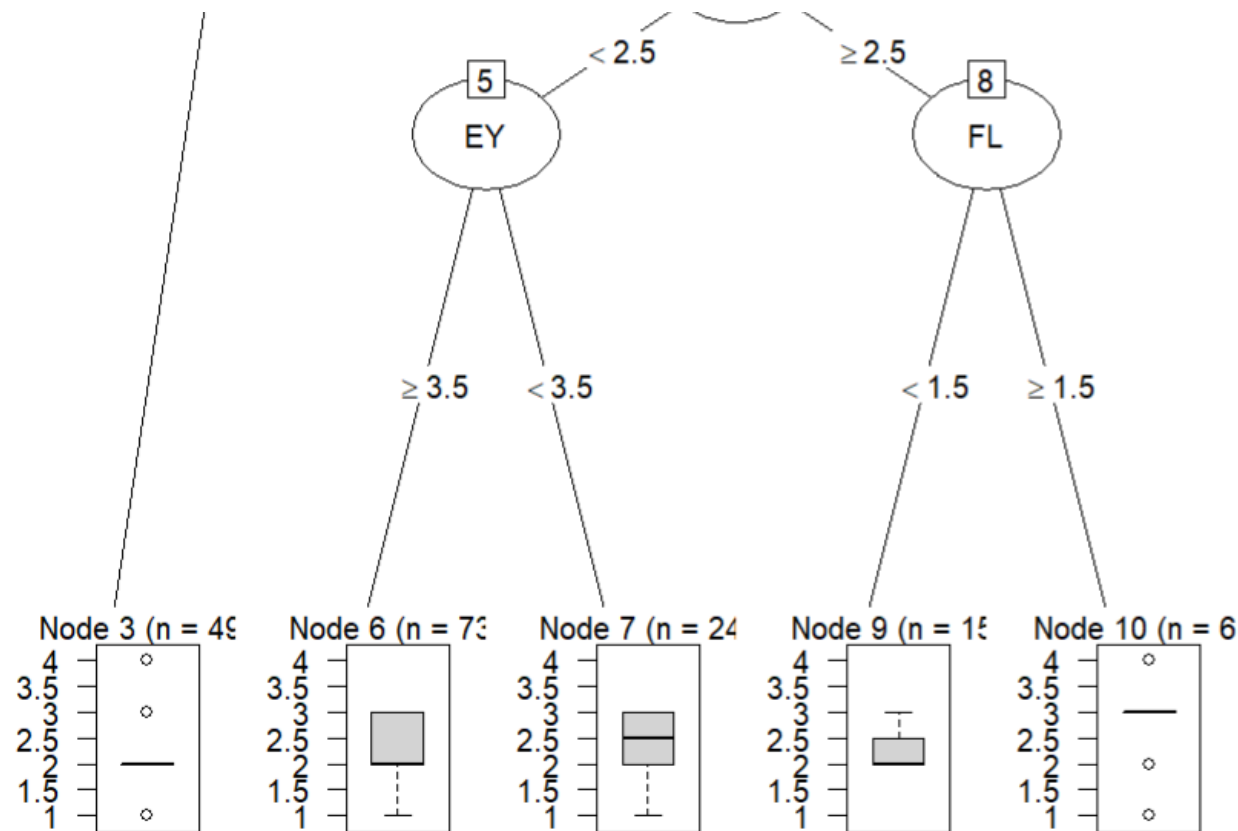 < 2.5 ≥ 2.5
5 8
EY FL
≥ 3.5 < 3.5 < 1.5 ≥ 1.5
Node 3 (n = 49 Node 6 (n = 73 Node 7 (n = 24 Node 9 (n = 15 Node 10 (n = 6
4 4 4 4 4
3.5 3.5 3.5 3.5 3.5
3 3 3 3 3
2.5 2.5 2.5 2.5 2.5
2 2 2 2 2
1.5 1.5 1.5 1.5 1.5
1 1 1 1 1